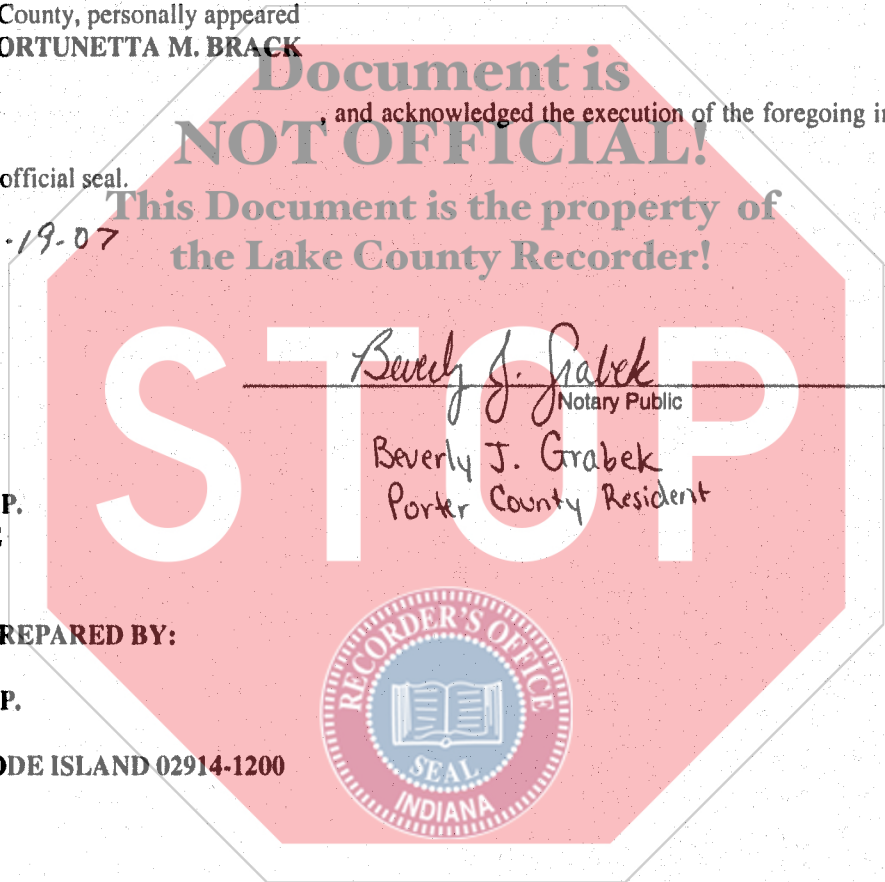 County, personally appeared
ORTUNETTA M. BRACK
Document is
, and acknowledged the execution of the foregoing in
NOT OFFICIAL!
official seal.
This Document is the property of
-19-07
the Lake County Recorder!
STOP
Beverly J. Grabek
Notary Public
Beverly J. Grabek
Porter County Resident
P.
REPARED BY:
RECORDER'S OFFICE
P.
SEAL
ODE ISLAND 02914-1200
INDIANA